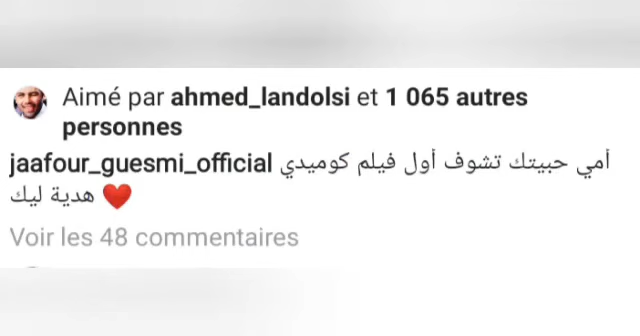 Aimé par ahmed_landolsi et 1 065 autres
personnes
jaafour_guesmi_official أمي حبيتك تشوف أول فيلم كوميدي
هدية ليك ❤️
Voir les 48 commentaires